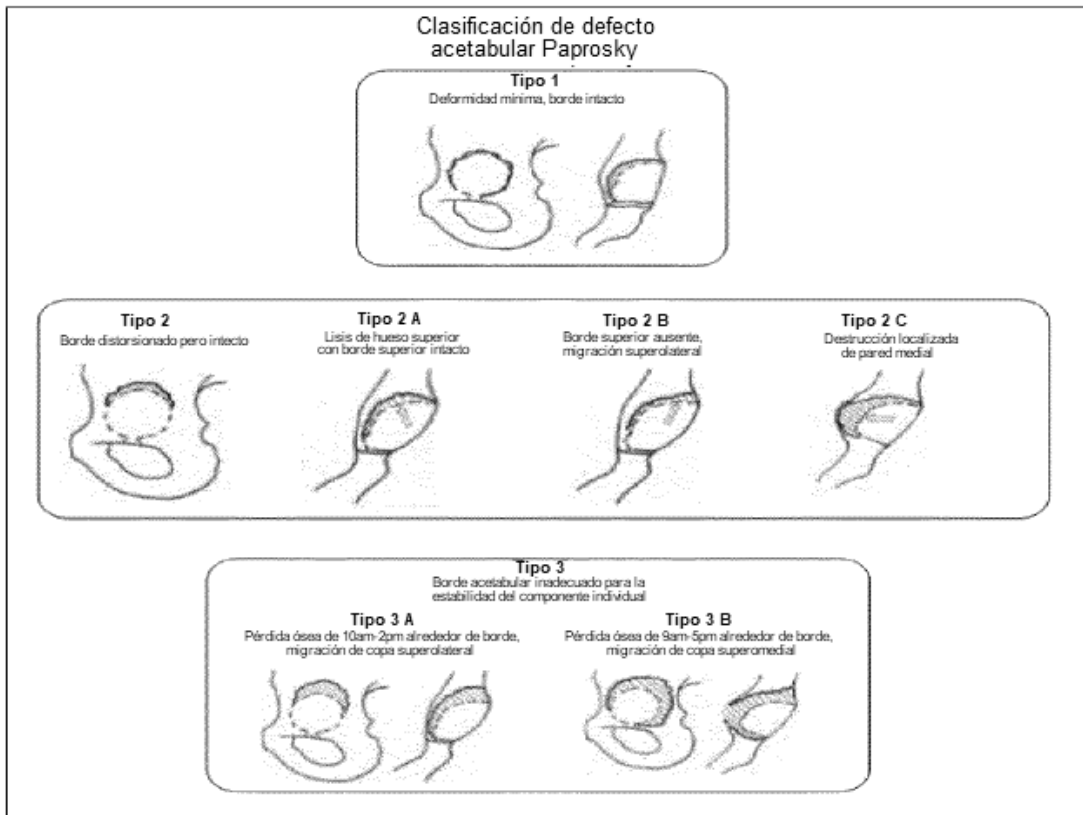 Clasificación de defecto
acetabular Paprosky
Tipo 1
Deformidad mínima, borde intacto
Tipo 2
Borde distorsionado pero intecto
Tipo 2 A
Lisis de hueso superior
con borde superior intacto
Tipo 2 B
Borde superior ausente,
migración superolateral
Tipo 2 C
Destrucción localizada
de pared medial
Tipo 3
Borde acetabular inadecuado para la
estabilidad del componente individual
Tipo 3 A
Pérdida ósea de 10am-2pm alrededor de borde,
migración de copa superolateral
Tipo 3 B
Pérdida ósea de 9am-5pm alrededor de borde,
migración de copa superomedial